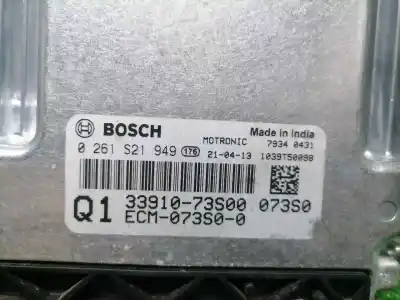 BOSCH
MOTRONIC
Made in India
7934 0431
0 261 S21 949 176 21-04-13 1039T50098
Q1 33910-73S00 073S0
ECM-073S0-0